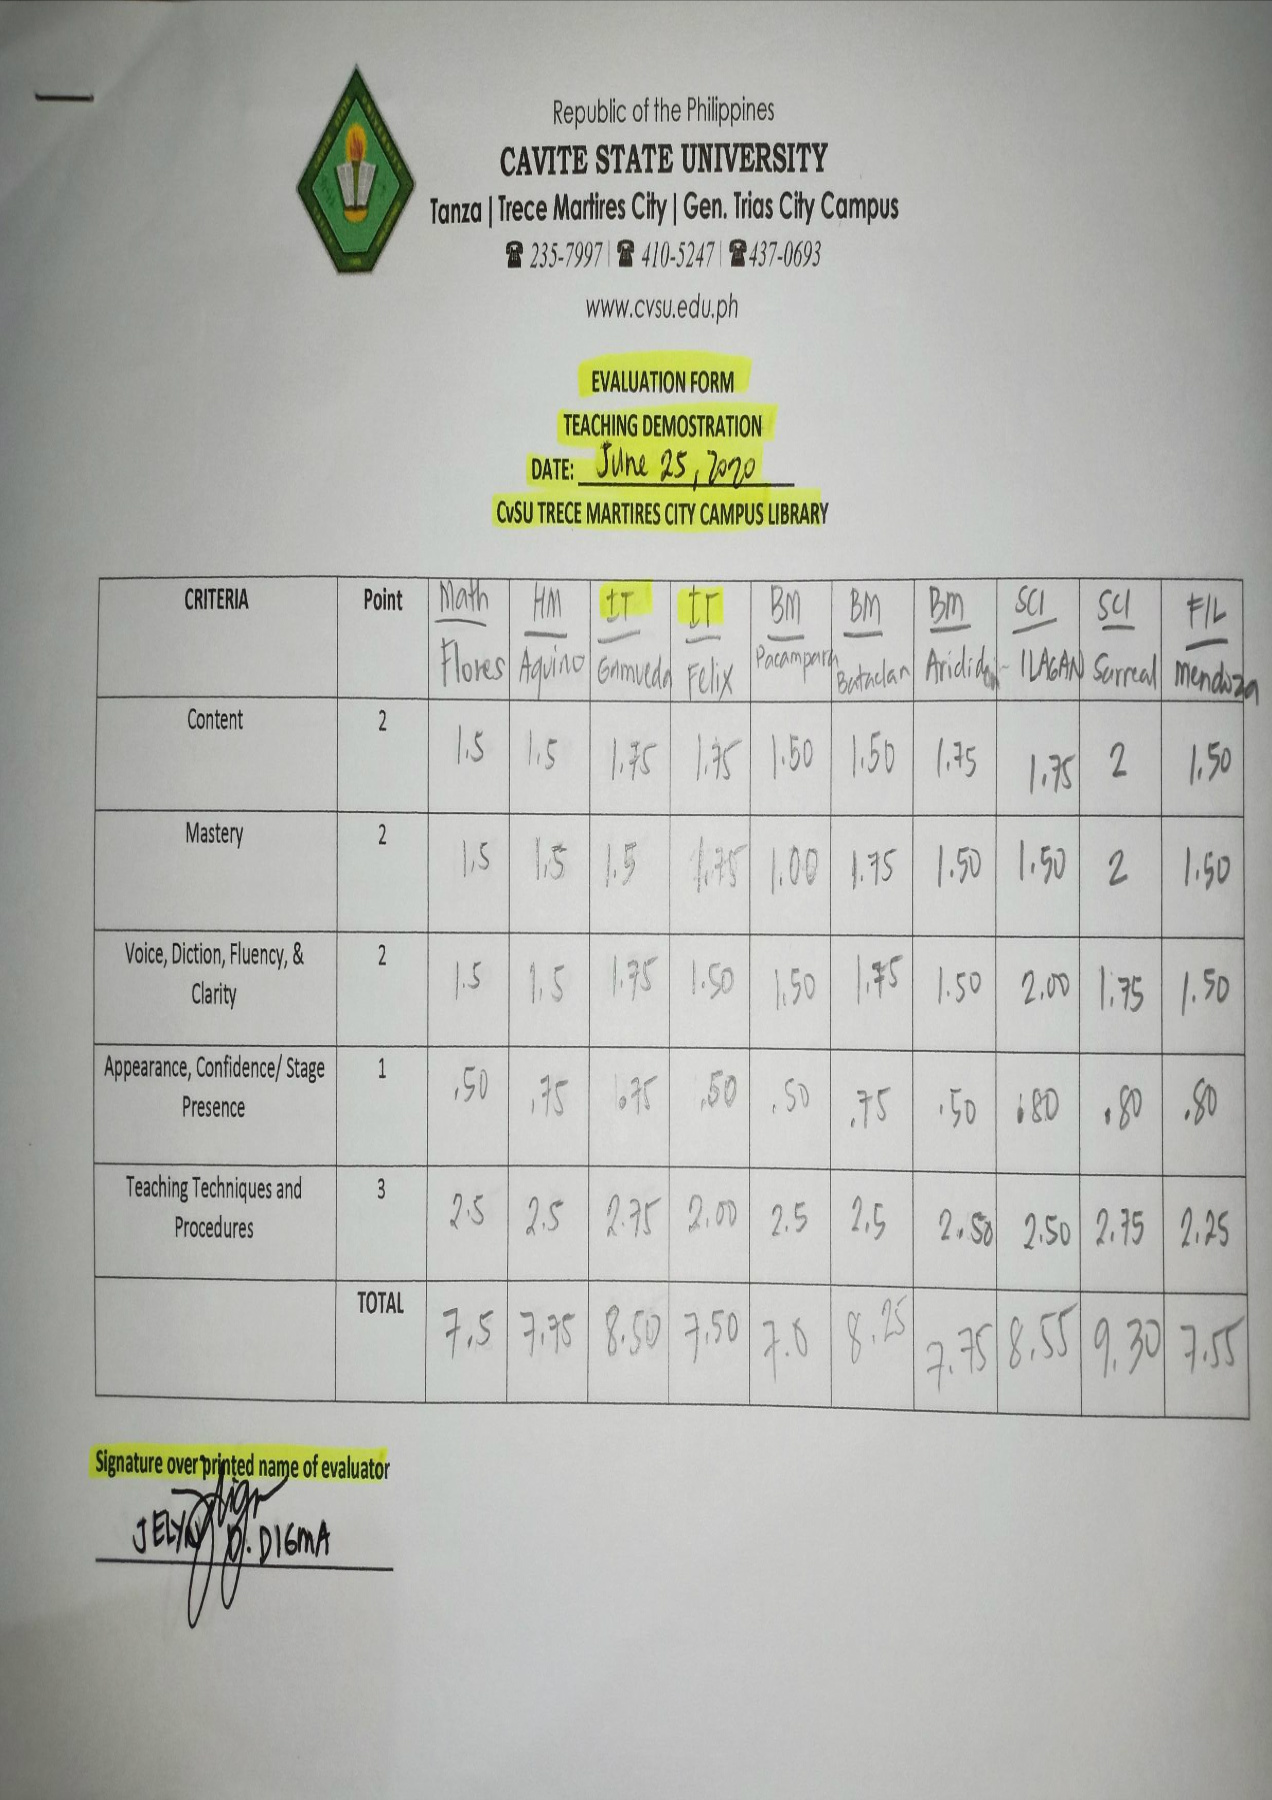 Republic of the Philippines
CAVITE STATE UNIVERSITY
Tanza | Trece Martires City | Gen. Trias City Campus
☎ 235-7997 | ☎ 410-5247 | ☎ 437-0693
www.cvsu.edu.ph
EVALUATION FORM
TEACHING DEMOSTRATION
DATE: June 25, 2020
CvSU TRECE MARTIRES CITY CAMPUS LIBRARY
CRITERIA Point Math HM IT IT BM BM BM SCI SCI F/L
Flores Aquino Felix Bataclan ILAGAN Surreal Mendoza
Content 2 1.5 1.5 1.75 1.75 1.50 1.50 1.75 1.75 2 1.50
Mastery 2 1.5 1.5 1.5 1.75 1.00 1.75 1.50 1.50 2 1.50
Voice, Diction, Fluency, & 2 1.5 1.5 1.75 1.50 1.50 1.75 1.50 2.00 1.75 1.50
Clarity
Appearance, Confidence/ Stage 1 .50 .75 .75 .50 .50 .75 .50 .80 .80 .80
Presence
Teaching Techniques and 3 2.5 2.5 2.75 2.00 2.5 2.5 2.50 2.50 2.75 2.25
Procedures
TOTAL 7.5 7.75 8.50 7.50 7.0 8.25 7.75 8.55 9.30 7.55
Signature over printed name of evaluator
D. DIGMA